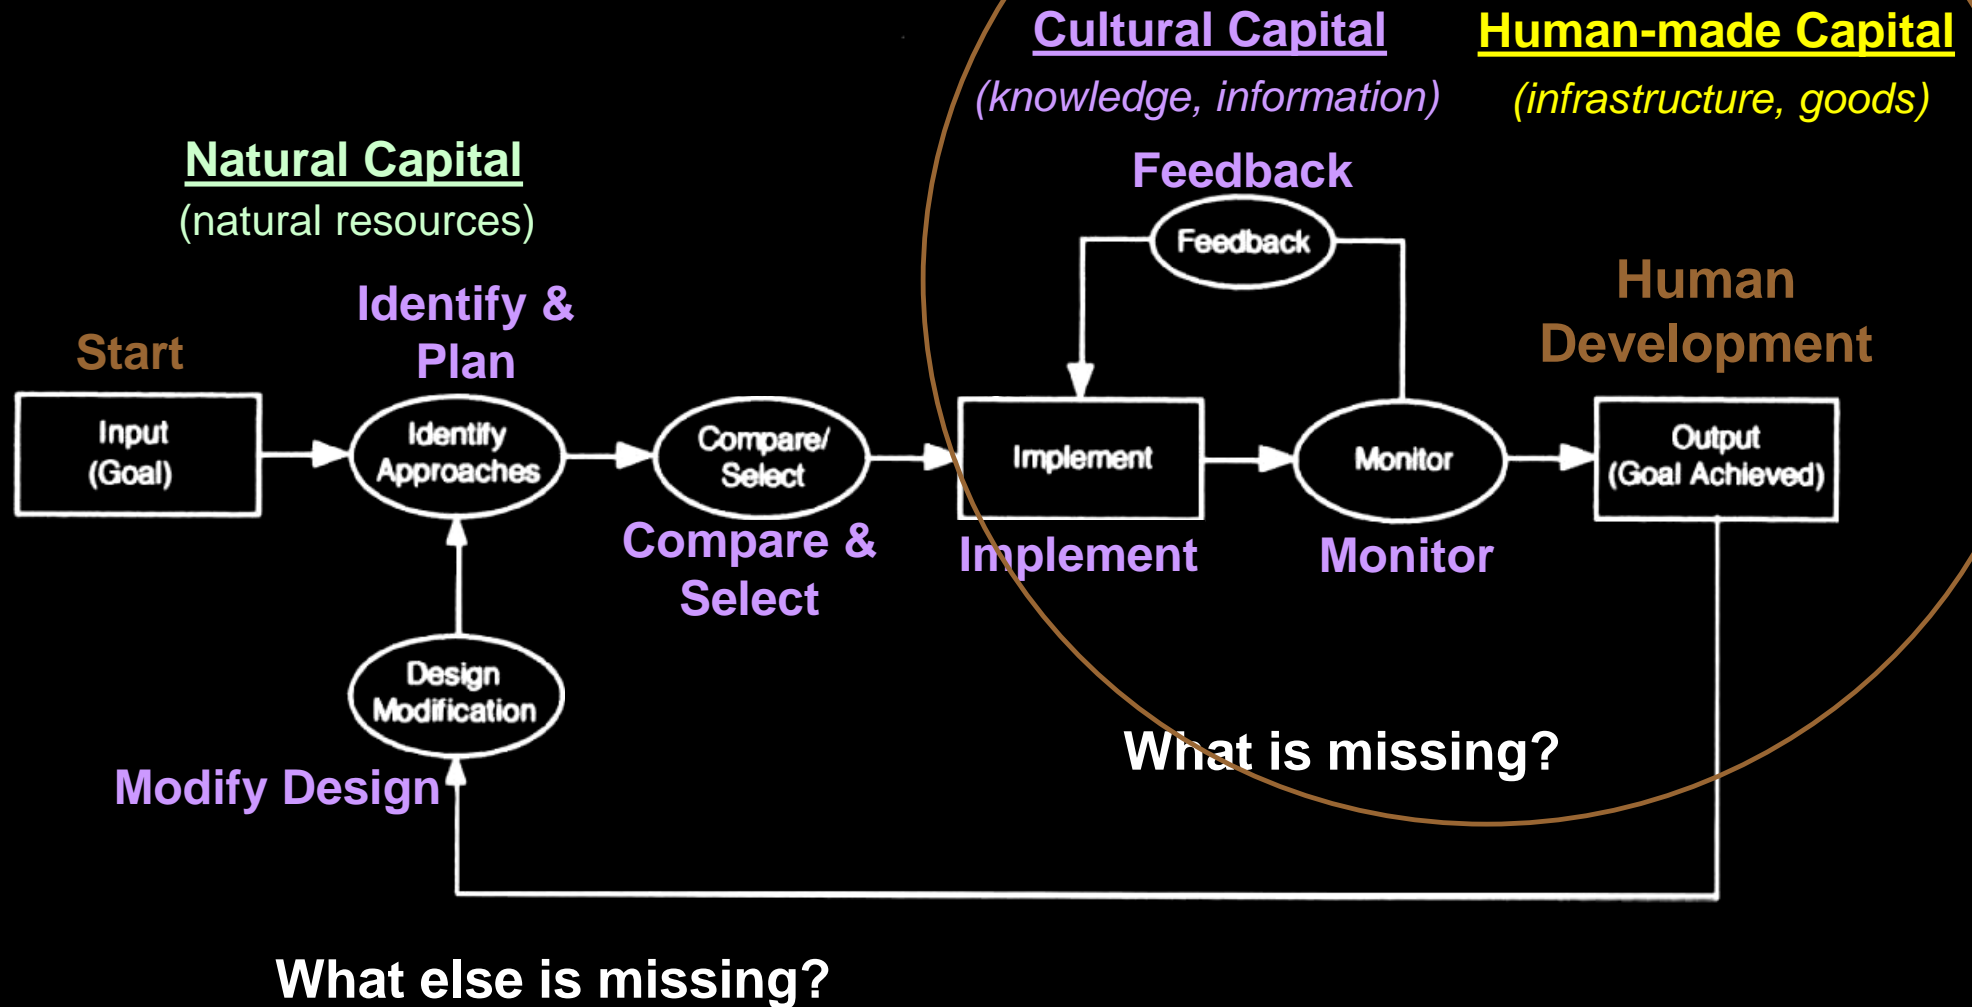 Cultural Capital
(knowledge, information)
Human-made Capital
(infrastructure, goods)
Natural Capital
(natural resources)
Feedback
Feedback
Start
Identify &
Plan
Human
Development
Input
(Goal)
Identify
Approaches
Compare/
Select
Implement
Monitor
Output
(Goal Achieved)
Compare &
Select
Implement
Monitor
Design
Modification
Modify Design
What is missing?
What else is missing?